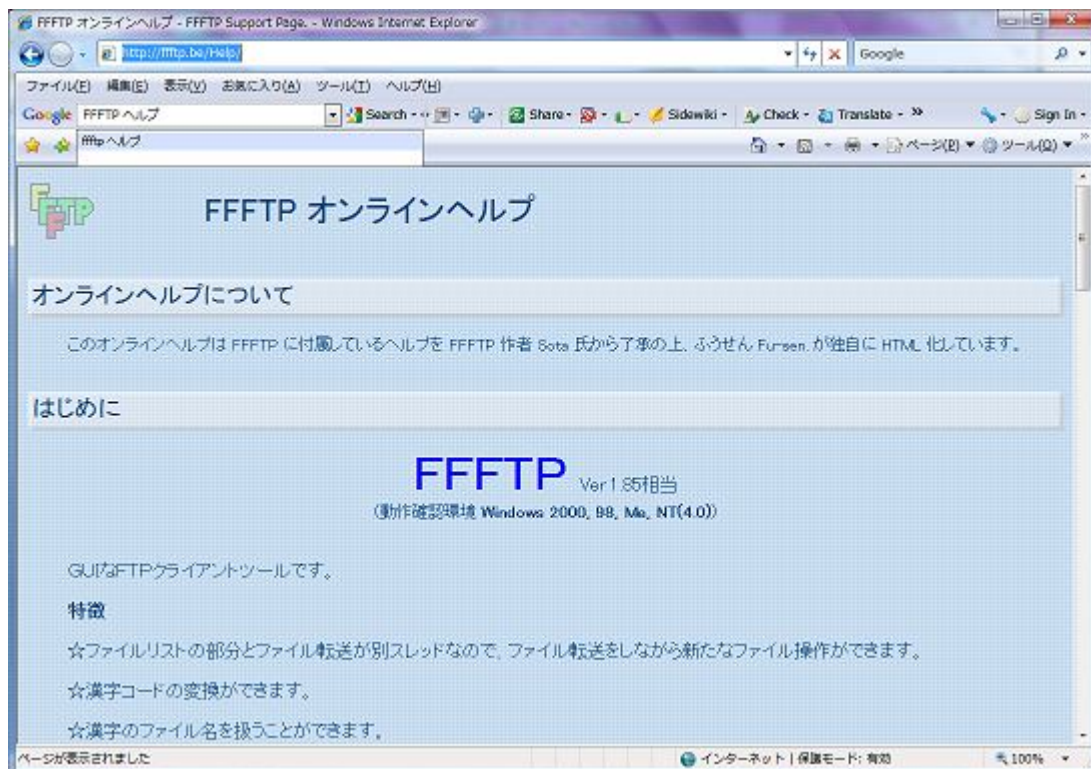 FFFTP オンラインヘルプ - FFFTP Support Page. - Windows Internet Explorer
http://ffftp.be/Help/
Google
ファイル(F) 編集(E) 表示(V) お気に入り(A) ツール(T) ヘルプ(H)
Google FFFTP ヘルプ Search Share Sidewiki Check Translate Sign In
ffftp ヘルプ ページ(P) ツール(O)
FFFTP オンラインヘルプ
オンラインヘルプについて
このオンラインヘルプは FFFTP に付属しているヘルプを FFFTP 作者 Sota 氏から了承の上、ふうせん Fu-sen. が独自に HTML 化しています。
はじめに
FFFTP Ver 1.85相当
(動作確認環境 Windows 2000, 98, Me, NT(4.0))
GUIなFTPクライアントツールです。
特徴
☆ファイルリストの部分とファイル転送が別スレッドなので、ファイル転送をしながら新たなファイル操作ができます。
☆漢字コードの変換ができます。
☆漢字のファイル名を扱うことができます。
ページが表示されました インターネット | 保護モード: 有効 100%